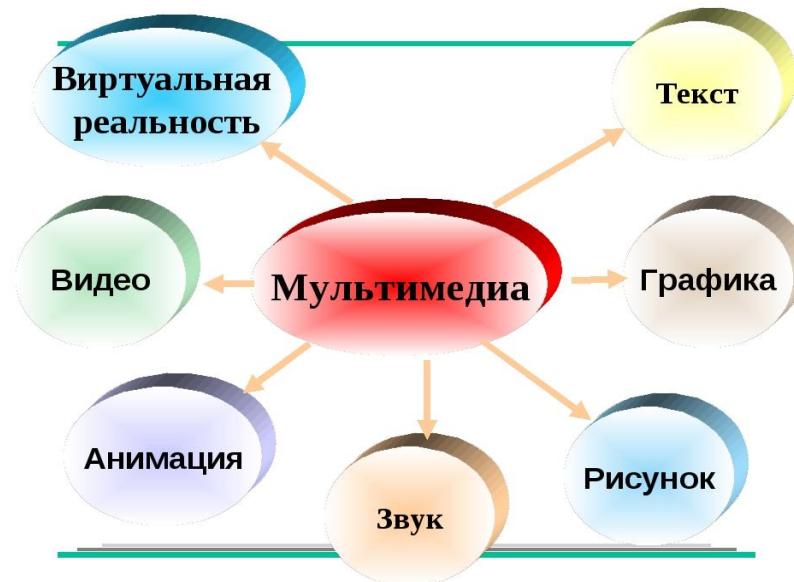 Виртуальная
реальность
Текст
Видео
Мультимедиа
Графика
Анимация
Звук
Рисунок